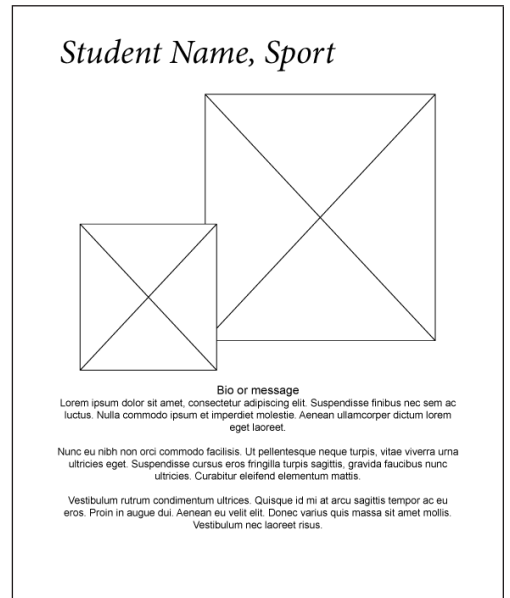 Student Name, Sport
Bio or message
Lorem ipsum dolor sit amet, consectetur adipiscing elit. Suspendisse finibus nec sem ac
luctus. Nulla commodo ipsum et imperdiet molestie. Aenean ullamcorper dictum lorem
eget laoreet.
Nunc eu nibh non orci commodo facilisis. Ut pellentesque neque turpis, vitae viverra urna
ultricies eget. Suspendisse cursus eros fringilla turpis sagittis, gravida faucibus nunc
ultricies. Curabitur eleifend elementum mattis.
Vestibulum rutrum condimentum ultrices. Quisque id mi at arcu sagittis tempor ac eu
eros. Proin in augue dui. Aenean eu velit elit. Donec varius quis massa sit amet mollis.
Vestibulum nec laoreet risus.